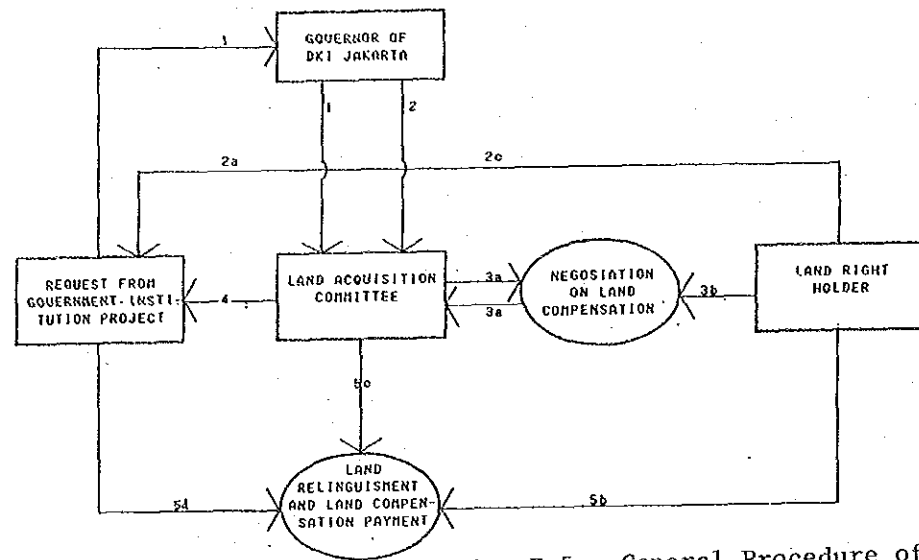 GOVERNOR OF
DKI JAKARTA
1
1
2
2a
2c
REQUEST FROM
GOVERNMENT-INSTI-
TUTION PROJECT
4
LAND ACQUISITION
COMMITTEE
3a
3a
NEGOSIATION
ON LAND
COMPENSATION
3b
LAND RIGHT
HOLDER
5c
LAND
RELINGUISMENT
AND LAND COMPEN-
SATION PAYMENT
5d
5b
General Procedure of